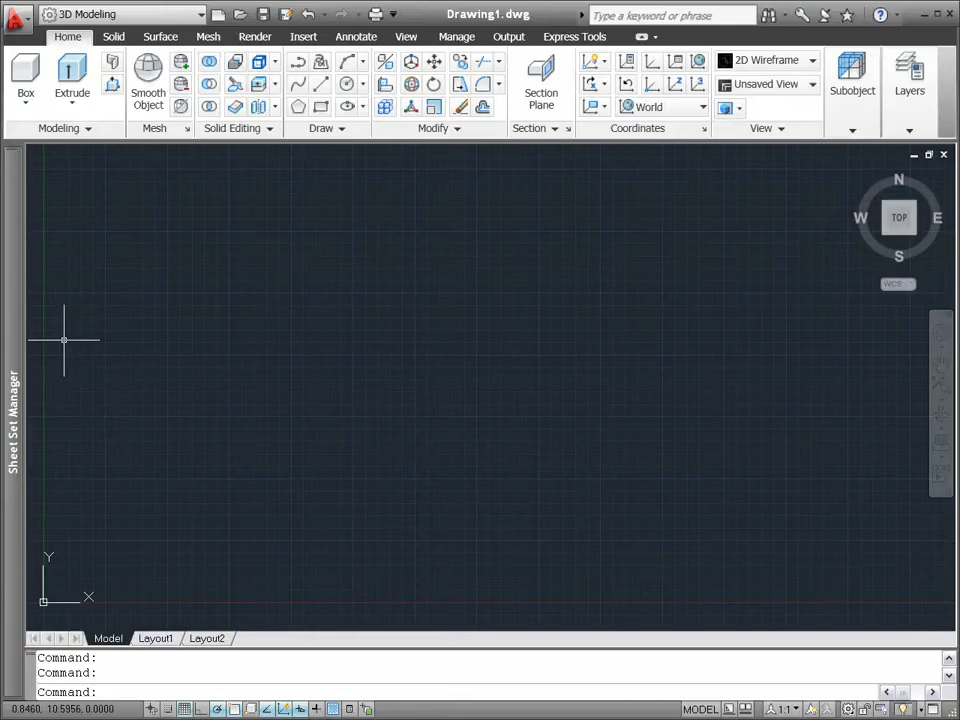 3D Modeling
Drawing1.dwg
Type a keyword or phrase
Home Solid Surface Mesh Render Insert Annotate View Manage Output Express Tools
Box
Extrude
Smooth
Object
Section
Plane
2D Wireframe
Unsaved View
World
Subobject
Layers
Modeling
Mesh
Solid Editing
Draw
Modify
Section
Coordinates
View
N
W
TOP
E
S
WCS
Sheet Set Manager
Y
X
Model Layout1 Layout2
Command:
Command:
Command:
0.8460, 10.5956, 0.0000
MODEL
1:1